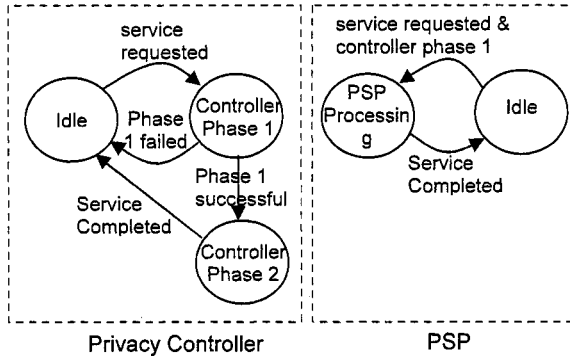 service
requested
Idle
Controller
Phase 1
Phase
1 failed
Phase 1
successful
Service
Completed
Controller
Phase 2
Privacy Controller
service requested &
controller phase 1
PSP
Processin
g
Idle
Service
Completed
PSP